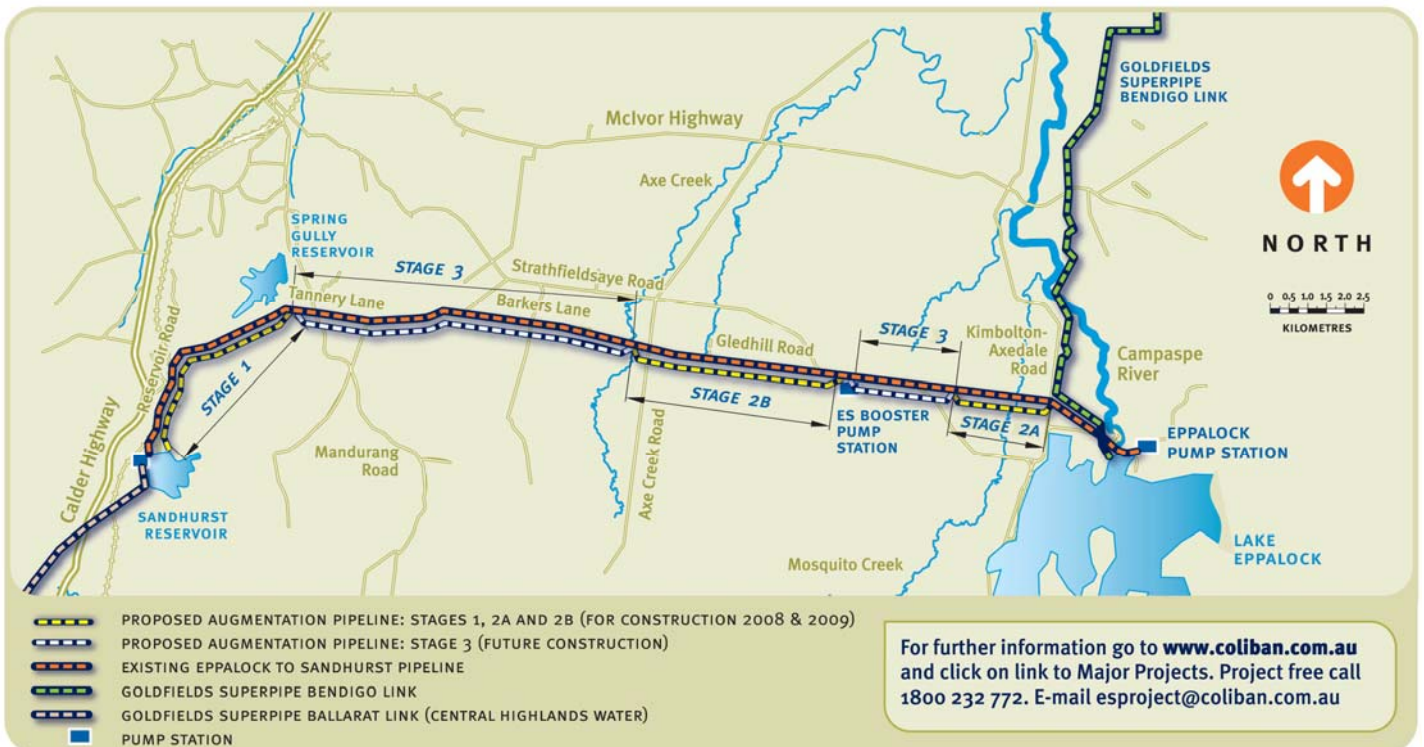 GOLDFIELDS
SUPERPIPE
BENDIGO LINK
McIvor Highway
Axe Creek
NORTH
SPRING
GULLY
RESERVOIR
STAGE 3
Strathfieldsaye Road
0 0.5 1.0 1.5 2.0 2.5
KILOMETRES
Tannery Lane
Barkers Lane
Reservoir Road
Gledhill Road
STAGE 3
Kimbolton-
Axedale
Road
Campaspe
River
STAGE 1
STAGE 2B
ES BOOSTER
PUMP
STATION
STAGE 2A
EPPALOCK
PUMP STATION
Calder Highway
Mandurang
Road
Axe Creek Road
SANDHURST
RESERVOIR
LAKE
EPPALOCK
Mosquito Creek
PROPOSED AUGMENTATION PIPELINE: STAGES 1, 2A AND 2B (FOR CONSTRUCTION 2008 & 2009)
PROPOSED AUGMENTATION PIPELINE: STAGE 3 (FUTURE CONSTRUCTION)
EXISTING EPPALOCK TO SANDHURST PIPELINE
GOLDFIELDS SUPERPIPE BENDIGO LINK
GOLDFIELDS SUPERPIPE BALLARAT LINK (CENTRAL HIGHLANDS WATER)
PUMP STATION
For further information go to www.coliban.com.au
and click on link to Major Projects. Project free call
1800 232 772. E-mail esproject@coliban.com.au